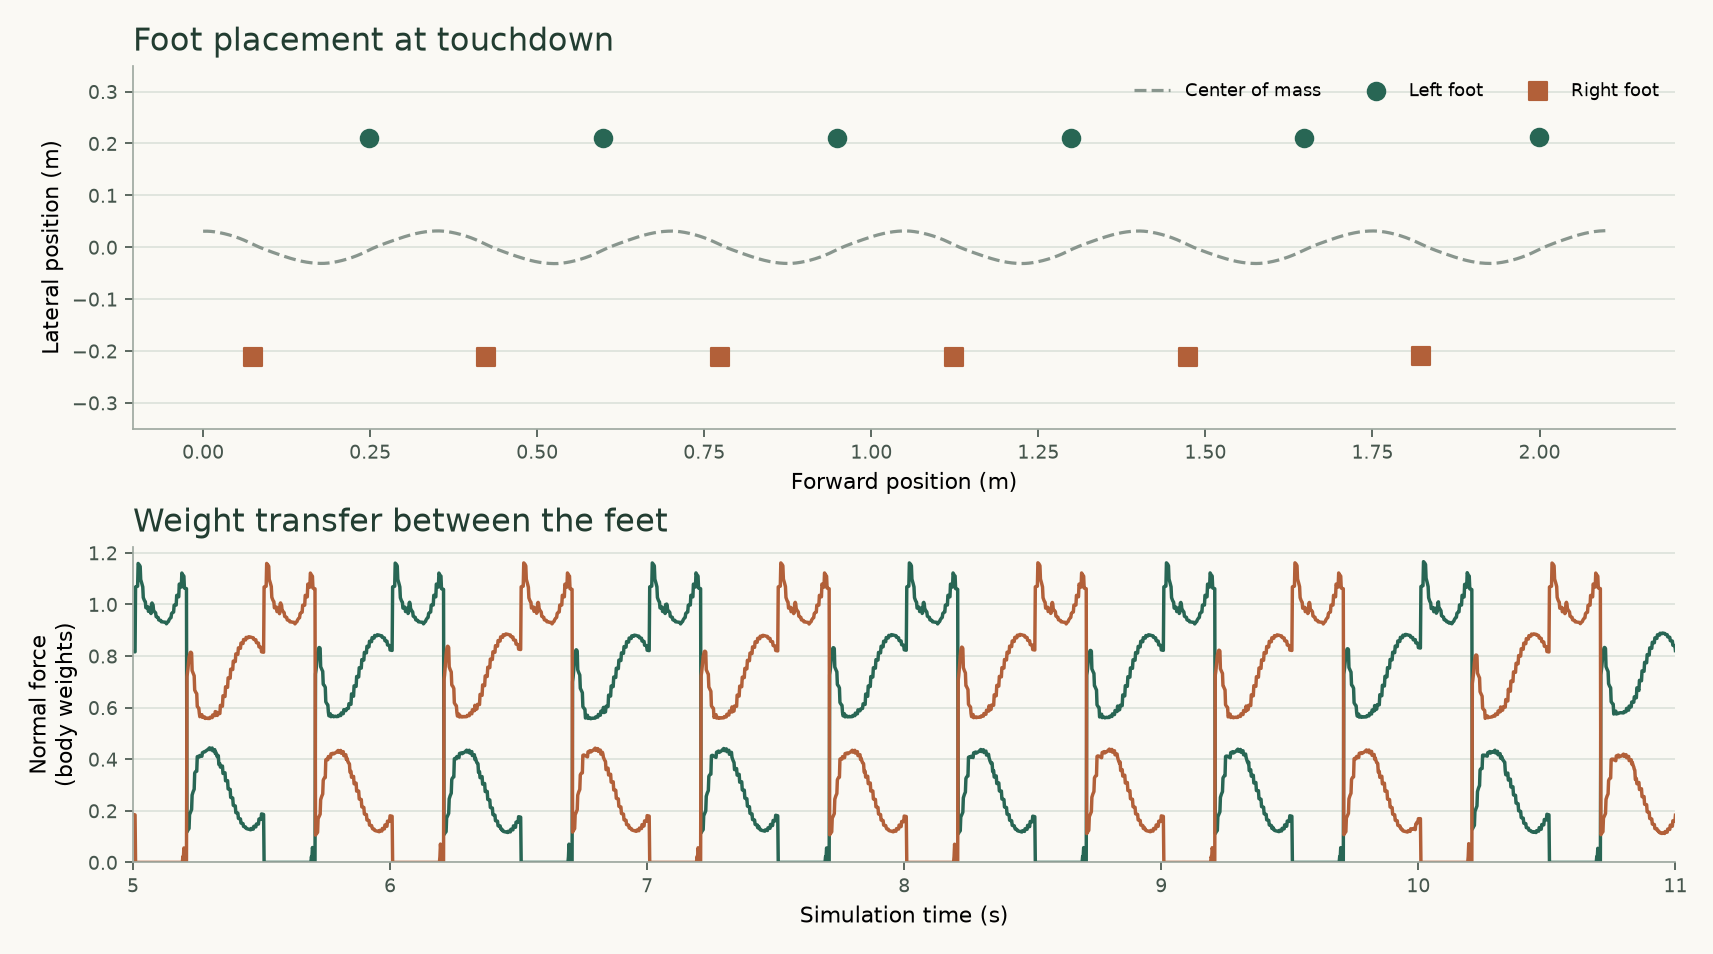 Foot placement at touchdown
Center of mass
Left foot
Right foot
Lateral position (m)
0.3
0.2
0.1
0.0
−0.1
−0.2
−0.3
0.00 0.25 0.50 0.75 1.00 1.25 1.50 1.75 2.00
Forward position (m)
Weight transfer between the feet
Normal force
(body weights)
1.2
1.0
0.8
0.6
0.4
0.2
0.0
5 6 7 8 9 10 11
Simulation time (s)